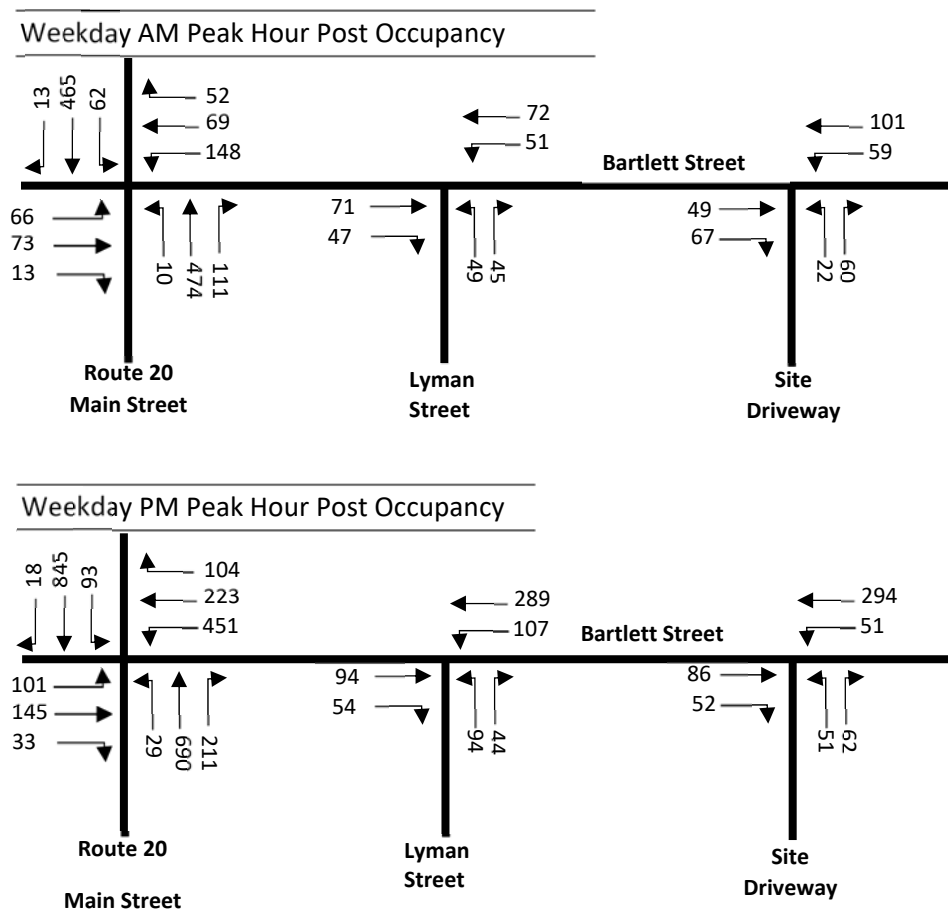 Weekday AM Peak Hour Post Occupancy
13 465 62
52
69
148
72
51
Bartlett Street
101
59
66
73
13
10 474 111
71
47
49 45
49
67
22 60
Route 20
Main Street
Lyman
Street
Site
Driveway
Weekday PM Peak Hour Post Occupancy
18 845 93
104
223
451
289
107
Bartlett Street
294
51
101
145
33
29 690 211
94
54
94 44
86
52
51 62
Route 20
Main Street
Lyman
Street
Site
Driveway